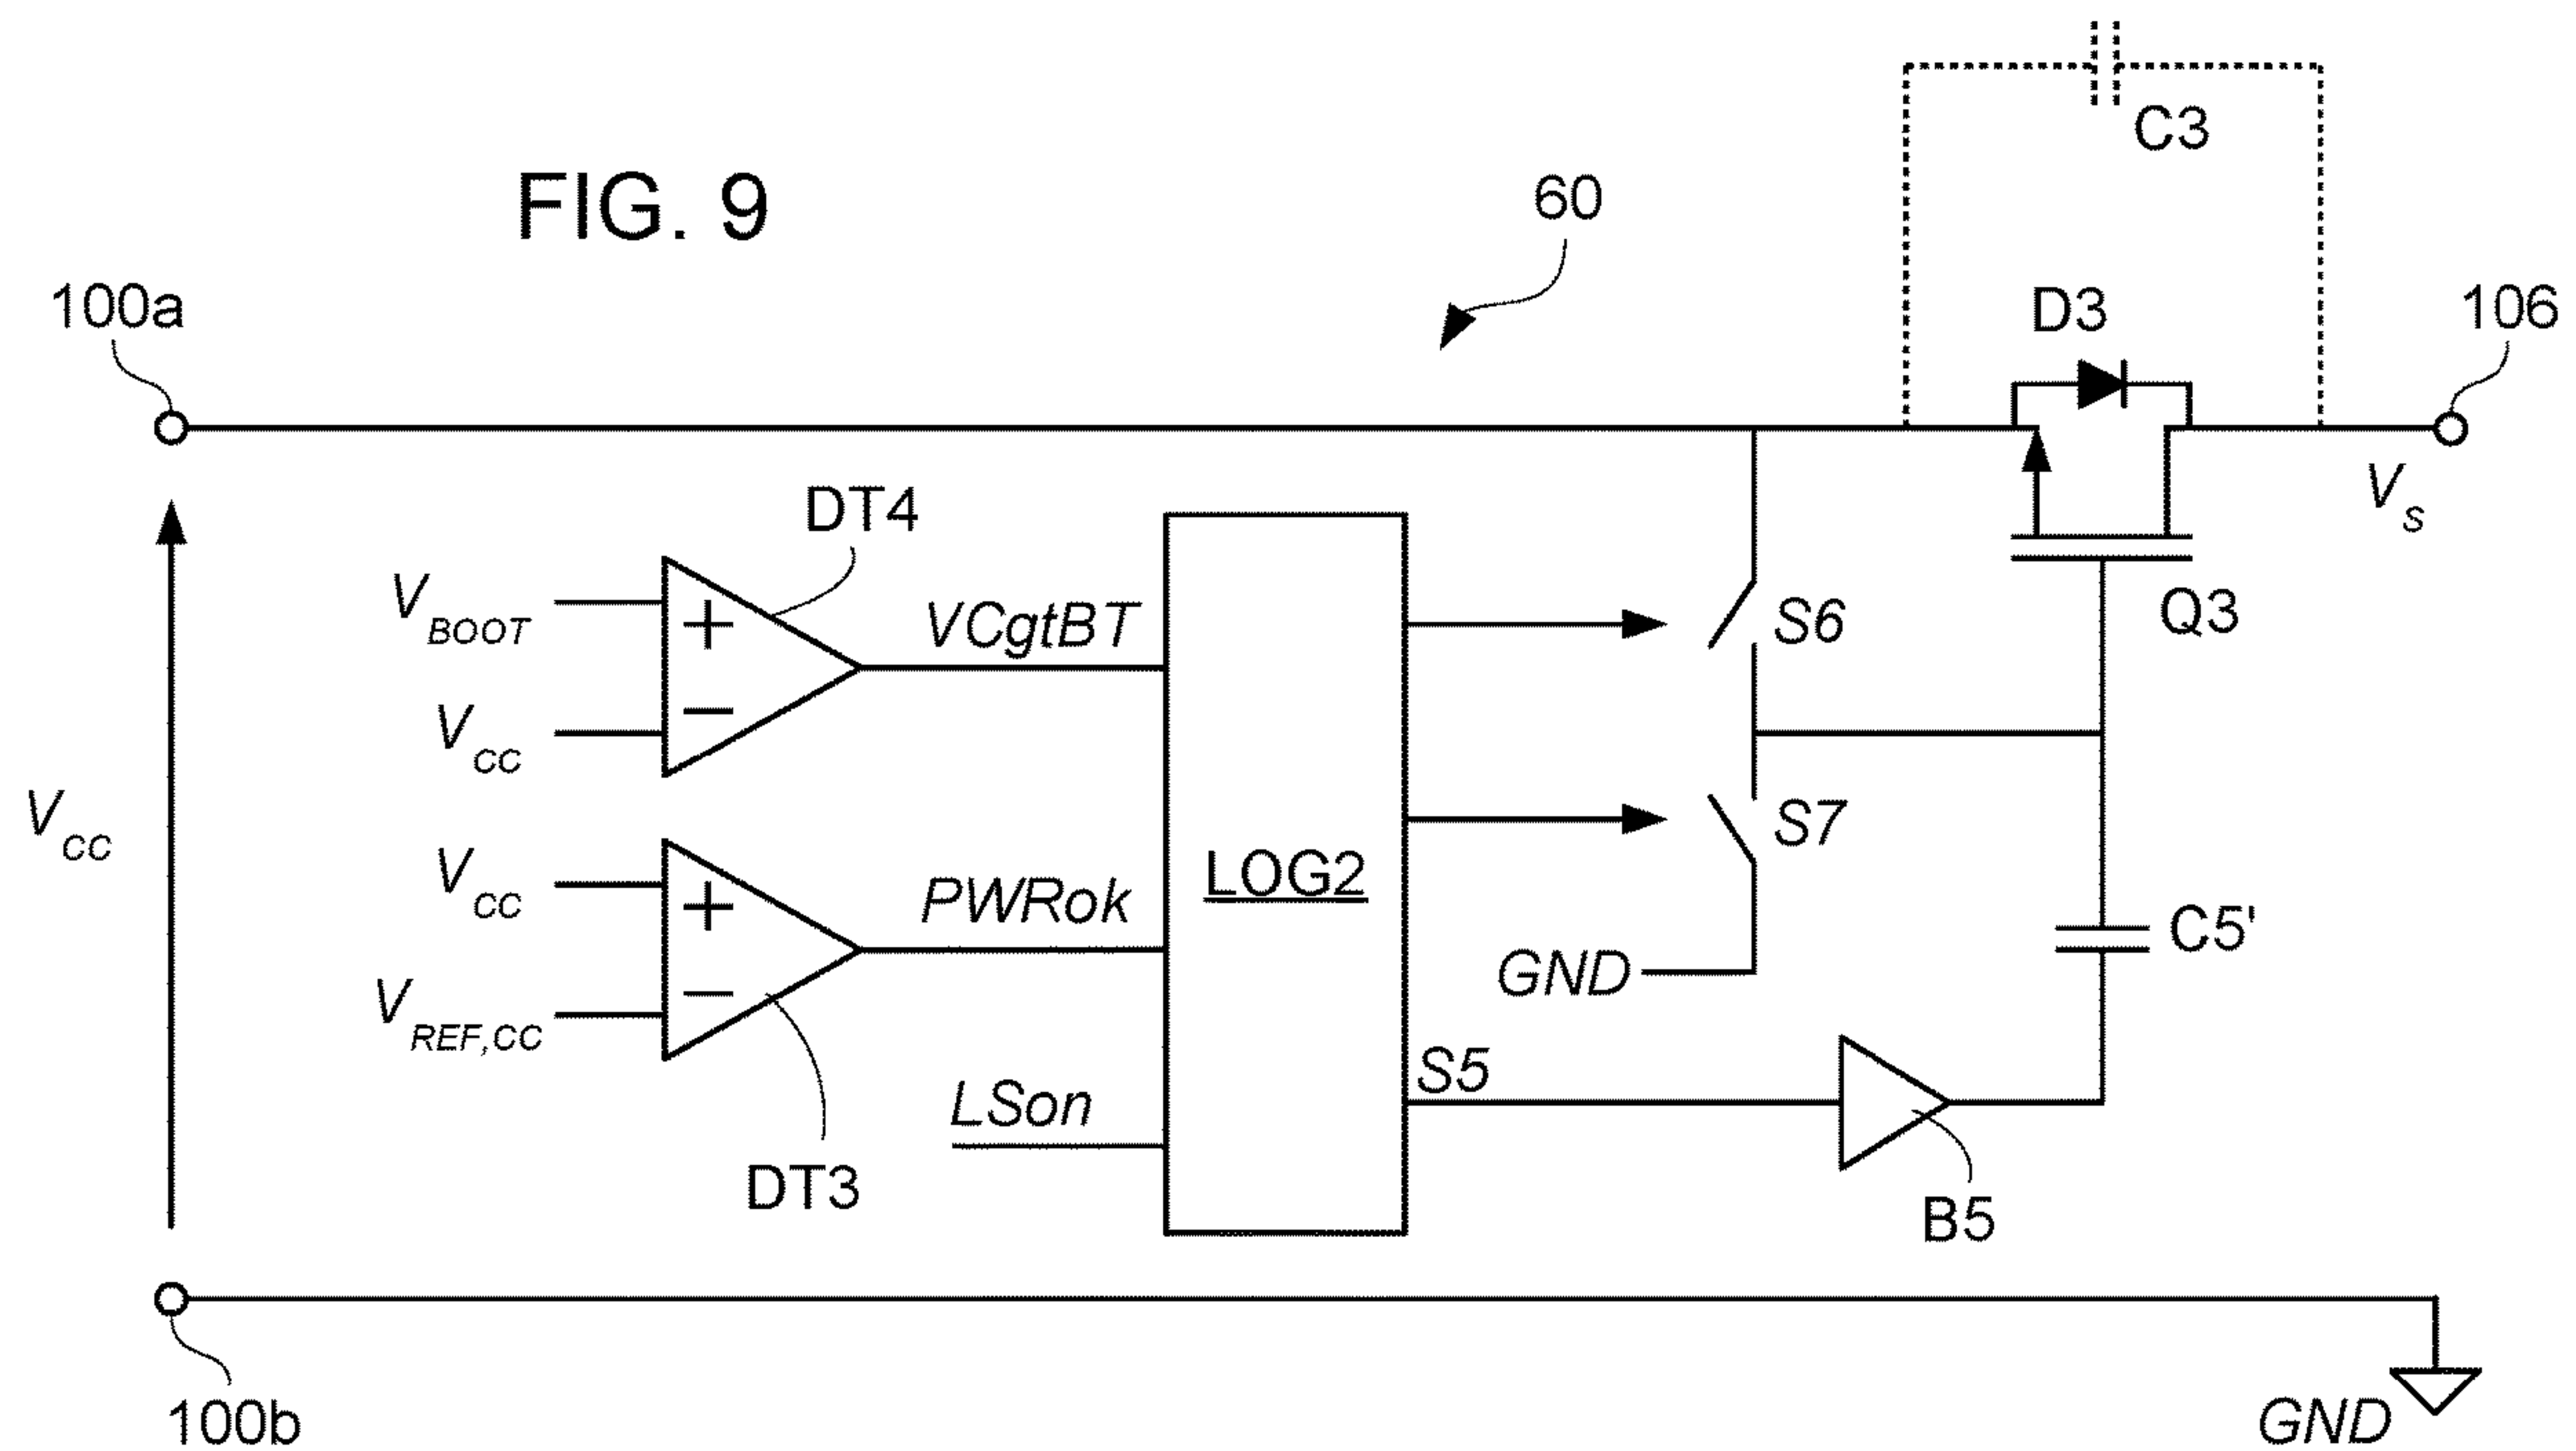 FIG. 9
60
C3
100a
D3
106
DT4
V_S
V_BOOT
VCgtBT
S6
Q3
V_CC
V_CC
S7
V_CC
PWRok
LOG2
C5'
GND
V_REF,CC
LSon
S5
DT3
B5
100b
GND